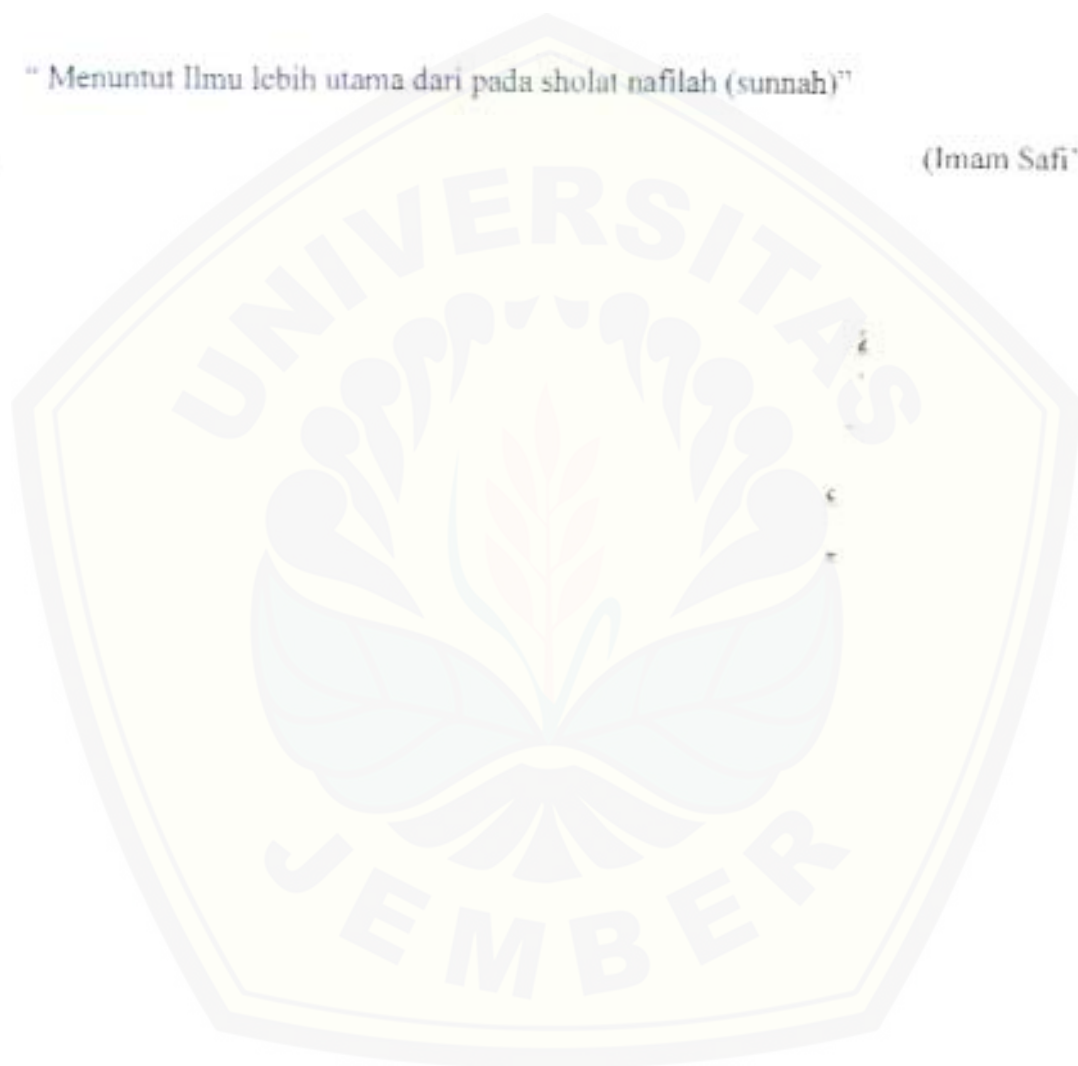 “ Menuntut Ilmu lebih utama dari pada sholat nafilah (sunnah)”
(Imam Safi'
UNIVERSITAS
JEMBER